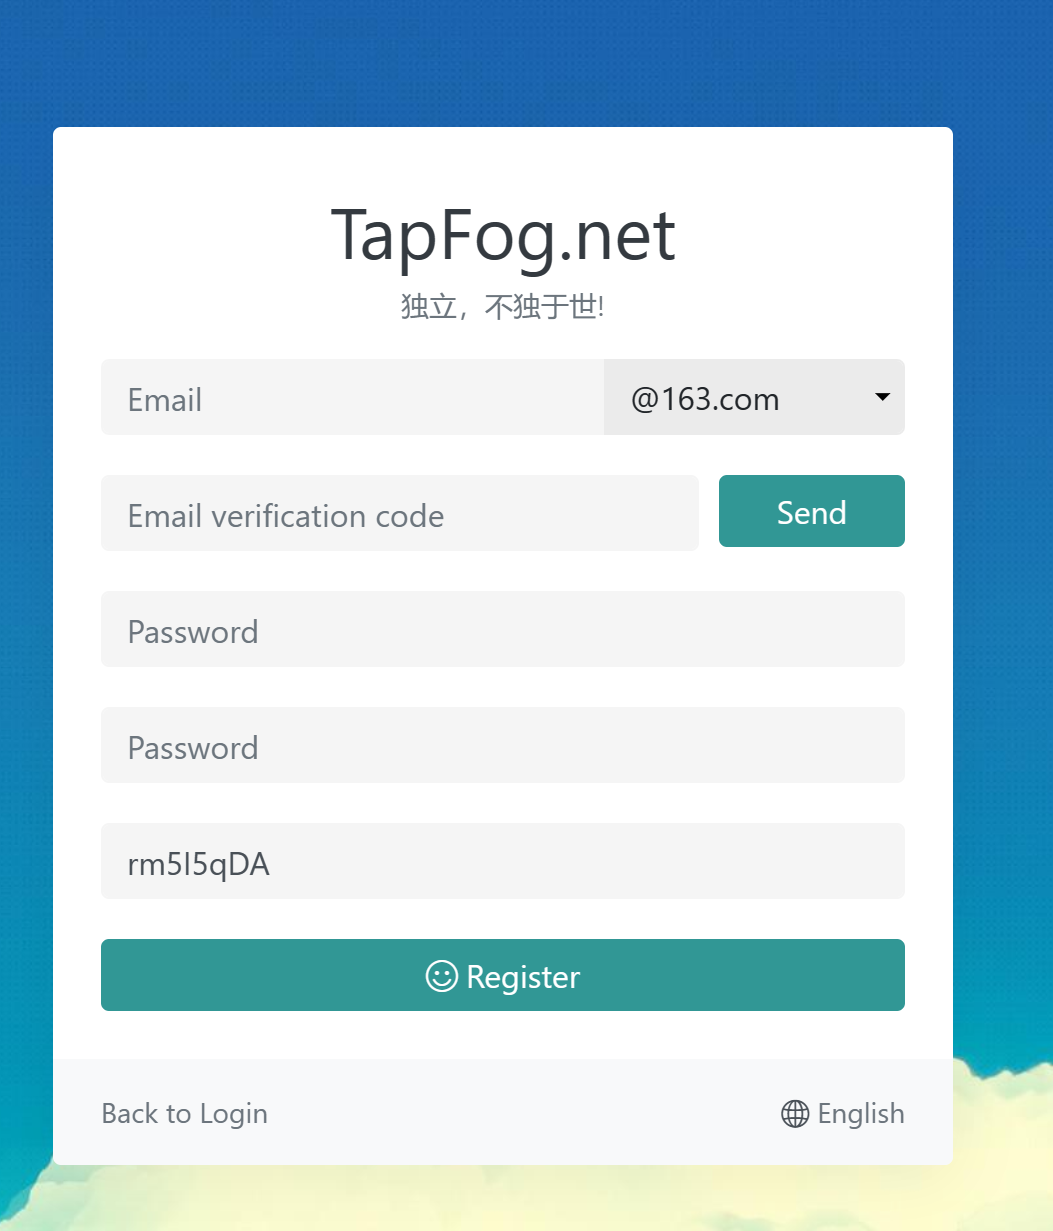 TapFog.net
独立，不独于世!
Email
@163.com
Email verification code
Send
Password
Password
rm5I5qDA
Register
Back to Login
English